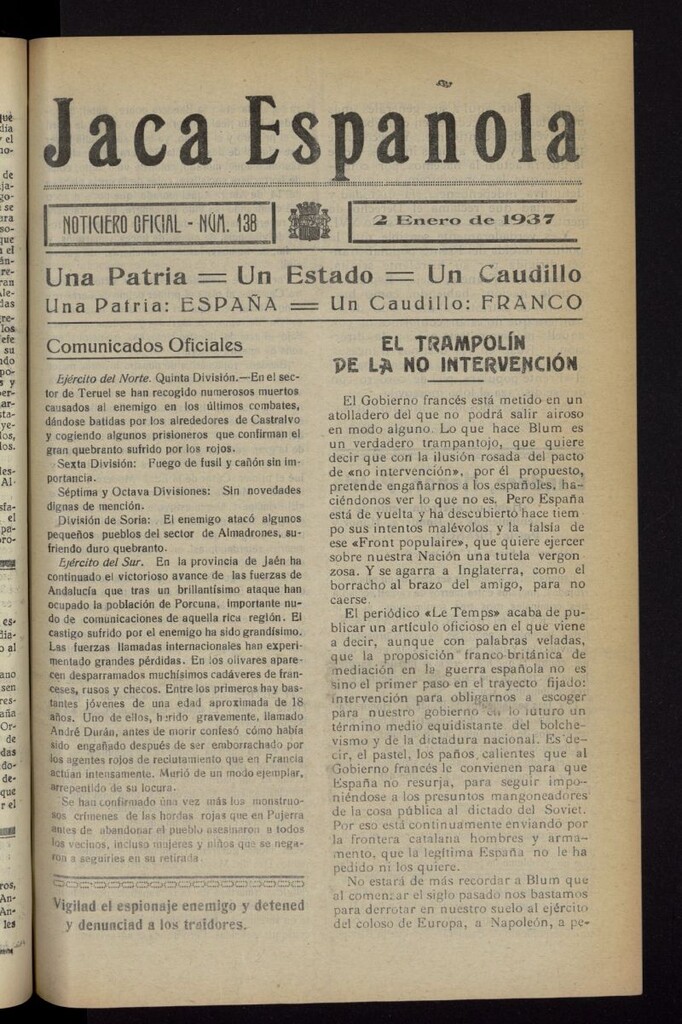 Jaca Española
NOTICIERO OFICIAL - NÚM. 138
2 Enero de 1937
Una Patria = Un Estado = Un Caudillo
Una Patria: ESPAÑA = Un Caudillo: FRANCO
Comunicados Oficiales
Ejército del Norte. Quinta División.—En el sec-
tor de Teruel se han recogido numerosos muertos
causados al enemigo en los últimos combates,
dándose batidas por los alrededores de Castralvo
y cogiendo algunos prisioneros que confirman el
gran quebranto sufrido por los rojos.
Sexta División: Fuego de fusil y cañón sin im-
portancia.
Séptima y Octava Divisiones: Sin novedades
dignas de mención.
División de Soria: El enemigo atacó algunos
pequeños pueblos del sector de Almadrones, su-
friendo duro quebranto.
Ejército del Sur. En la provincia de Jaén ha
continuado el victorioso avance de las fuerzas de
Andalucía que tras un brillantísimo ataque han
ocupado la población de Porcuna, importante nu-
do de comunicaciones de aquella rica región. El
castigo sufrido por el enemigo ha sido grandísimo.
Las fuerzas llamadas internacionales han experi-
mentado grandes pérdidas. En los olivares apare-
cen desparramados muchísimos cadáveres de fran-
ceses, rusos y checos. Entre los primeros hay bas-
tantes jóvenes de una edad aproximada de 18
años. Uno de ellos, herido gravemente, llamado
André Durán, antes de morir confesó cómo había
sido engañado después de ser emborrachado por
los agentes rojos de reclutamiento que en Francia
actúan intensamente. Murió de un modo ejemplar,
arrepentido de su locura.
Se han confirmado una vez más los monstruo-
sos crímenes de las hordas rojas que en Pujerra
antes de abandonar el pueblo asesinaron a todos
los vecinos, incluso mujeres y niños que se nega-
ron a seguirles en su retirada.
Vigilad el espionaje enemigo y detened
y denunciad a los traidores.
EL TRAMPOLÍN
DE LA NO INTERVENCIÓN
El Gobierno francés está metido en un
atolladero del que no podrá salir airoso
en modo alguno. Lo que hace Blum es
un verdadero trampantojo, que quiere
decir que con la ilusión rosada del pacto
de «no intervención», por él propuesto,
pretende engañarnos a los españoles, ha-
ciéndonos ver lo que no es. Pero España
está de vuelta y ha descubierto hace tiem
po sus intentos malévolos y la falsía de
ese «Front populaire», que quiere ejercer
sobre nuestra Nación una tutela vergon
zosa. Y se agarra a Inglaterra, como el
borracho al brazo del amigo, para no
caerse.
El periódico «Le Temps» acaba de pu-
blicar un artículo oficioso en el que viene
a decir, aunque con palabras veladas,
que la proposición franco-británica de
mediación en la guerra española no es
sino el primer paso en el trayecto fijado:
intervención para obligarnos a escoger
para nuestro gobierno en lo futuro un
término medio equidistante del bolche-
vismo y de la dictadura nacional. Es de-
cir, el pastel, los paños calientes que al
Gobierno francés le convienen para que
España no resurja, para seguir impo-
niéndose a los presuntos mangoneadores
de la cosa pública al dictado del Soviet.
Por eso está continuamente enviando por
la frontera catalana hombres y arma-
mento, que la legítima España no le ha
pedido ni los quiere.
No estará de más recordar a Blum que
al comenzar el siglo pasado nos bastamos
para derrotar en nuestro suelo al ejército
del coloso de Europa, a Napoleón, a pe-